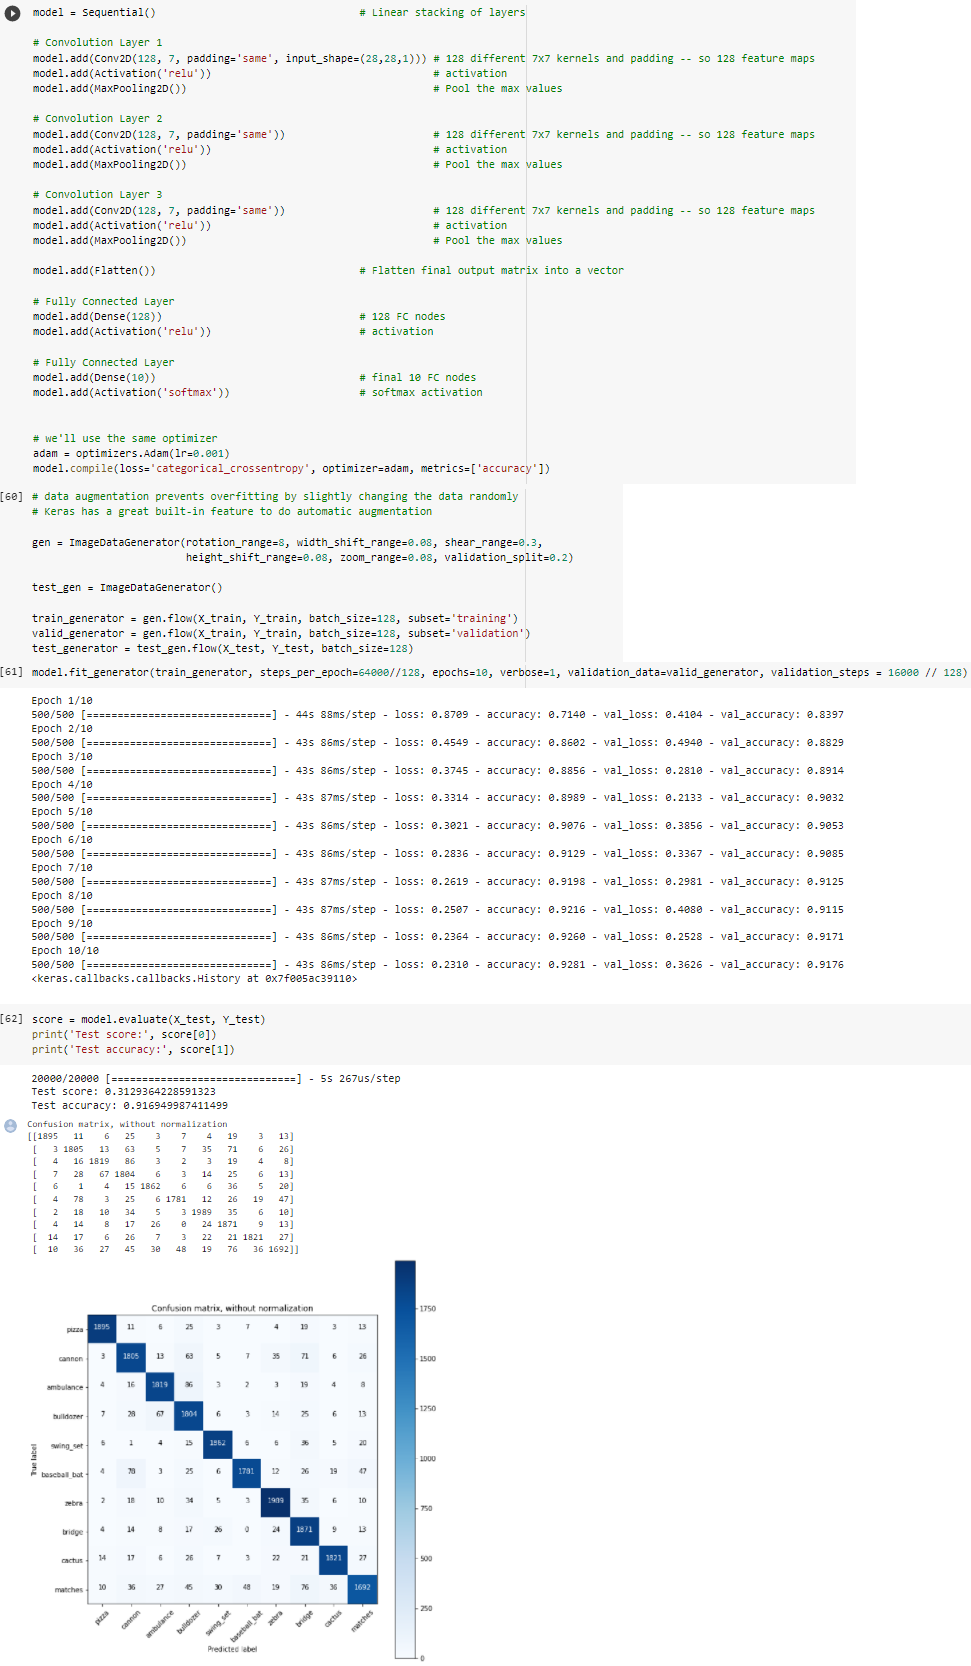 model = Sequential() # Linear stacking of layers
# Convolution Layer 1
model.add(Conv2D(128, 7, padding='same', input_shape=(28,28,1))) # 128 different 7x7 kernels and padding -- so 128 feature maps
model.add(Activation('relu')) # activation
model.add(MaxPooling2D()) # Pool the max values
# Convolution Layer 2
model.add(Conv2D(128, 7, padding='same')) # 128 different 7x7 kernels and padding -- so 128 feature maps
model.add(Activation('relu')) # activation
model.add(MaxPooling2D()) # Pool the max values
# Convolution Layer 3
model.add(Conv2D(128, 7, padding='same')) # 128 different 7x7 kernels and padding -- so 128 feature maps
model.add(Activation('relu')) # activation
model.add(MaxPooling2D()) # Pool the max values
model.add(Flatten()) # Flatten final output matrix into a vector
# Fully Connected Layer
model.add(Dense(128)) # 128 FC nodes
model.add(Activation('relu')) # activation
# Fully Connected Layer
model.add(Dense(10)) # final 10 FC nodes
model.add(Activation('softmax')) # softmax activation
# we'll use the same optimizer
adam = optimizers.Adam(lr=0.001)
model.compile(loss='categorical_crossentropy', optimizer=adam, metrics=['accuracy'])
[60] # data augmentation prevents overfitting by slightly changing the data randomly
# Keras has a great built-in feature to do automatic augmentation
gen = ImageDataGenerator(rotation_range=8, width_shift_range=0.08, shear_range=0.3,
height_shift_range=0.08, zoom_range=0.08, validation_split=0.2)
test_gen = ImageDataGenerator()
train_generator = gen.flow(X_train, Y_train, batch_size=128, subset='training')
valid_generator = gen.flow(X_train, Y_train, batch_size=128, subset='validation')
test_generator = test_gen.flow(X_test, Y_test, batch_size=128)
[61] model.fit_generator(train_generator, steps_per_epoch=64000//128, epochs=10, verbose=1, validation_data=valid_generator, validation_steps = 16000 // 128)
Epoch 1/10
500/500 [==============================] - 44s 88ms/step - loss: 0.8709 - accuracy: 0.7140 - val_loss: 0.4104 - val_accuracy: 0.8397
Epoch 2/10
500/500 [==============================] - 43s 86ms/step - loss: 0.4549 - accuracy: 0.8602 - val_loss: 0.4940 - val_accuracy: 0.8829
Epoch 3/10
500/500 [==============================] - 43s 86ms/step - loss: 0.3745 - accuracy: 0.8856 - val_loss: 0.2810 - val_accuracy: 0.8914
Epoch 4/10
500/500 [==============================] - 43s 87ms/step - loss: 0.3314 - accuracy: 0.8989 - val_loss: 0.2133 - val_accuracy: 0.9032
Epoch 5/10
500/500 [==============================] - 43s 86ms/step - loss: 0.3021 - accuracy: 0.9076 - val_loss: 0.3856 - val_accuracy: 0.9053
Epoch 6/10
500/500 [==============================] - 43s 86ms/step - loss: 0.2836 - accuracy: 0.9129 - val_loss: 0.3367 - val_accuracy: 0.9085
Epoch 7/10
500/500 [==============================] - 43s 87ms/step - loss: 0.2619 - accuracy: 0.9198 - val_loss: 0.2981 - val_accuracy: 0.9125
Epoch 8/10
500/500 [==============================] - 43s 87ms/step - loss: 0.2507 - accuracy: 0.9216 - val_loss: 0.4080 - val_accuracy: 0.9115
Epoch 9/10
500/500 [==============================] - 43s 86ms/step - loss: 0.2364 - accuracy: 0.9260 - val_loss: 0.2528 - val_accuracy: 0.9171
Epoch 10/10
500/500 [==============================] - 43s 86ms/step - loss: 0.2310 - accuracy: 0.9281 - val_loss: 0.3626 - val_accuracy: 0.9176
<keras.callbacks.callbacks.History at 0x7f005ac39110>
[62] score = model.evaluate(X_test, Y_test)
print('Test score:', score[0])
print('Test accuracy:', score[1])
20000/20000 [==============================] - 5s 267us/step
Test score: 0.3129364228591323
Test accuracy: 0.916949987411499
Confusion matrix, without normalization
[[1895 11 6 25 3 7 4 19 3 13]
[ 3 1805 13 63 5 7 35 71 6 26]
[ 4 16 1819 86 3 2 3 19 4 8]
[ 7 28 67 1804 6 3 14 25 6 13]
[ 6 1 4 15 1862 6 6 36 5 20]
[ 4 78 3 25 6 1781 12 26 19 47]
[ 2 18 10 34 5 3 1989 35 6 10]
[ 4 14 8 17 26 0 24 1871 9 13]
[ 14 17 6 26 7 3 22 21 1821 27]
[ 10 36 27 45 30 48 19 76 36 1692]]
Confusion matrix, without normalization
pizza 1895 11 6 25 3 7 4 19 3 13
cannon 3 1805 13 63 5 7 35 71 6 26
ambulance 4 16 1819 86 3 2 3 19 4 8
bulldozer 7 28 67 1804 6 3 14 25 6 13
swing_set 6 1 4 15 1862 6 6 36 5 20
baseball_bat 4 78 3 25 6 1781 12 26 19 47
zebra 2 18 10 34 5 3 1989 35 6 10
bridge 4 14 8 17 26 0 24 1871 9 13
cactus 14 17 6 26 7 3 22 21 1821 27
matches 10 36 27 45 30 48 19 76 36 1692
True label
pizza cannon ambulance bulldozer swing_set baseball_bat zebra bridge cactus matches
Predicted label
1750
1500
1250
1000
750
500
250
0